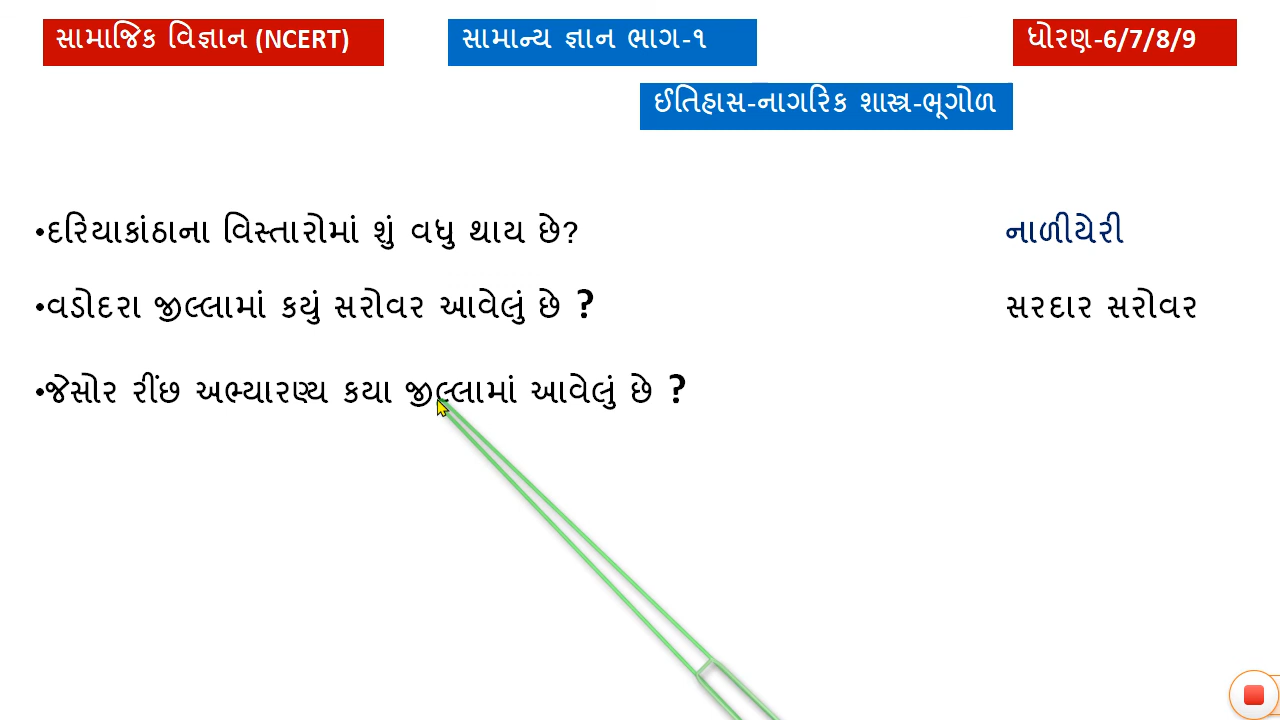 સામાજિક વિજ્ઞાન (NCERT) સામાન્ય જ્ઞાન ભાગ-૧ ધોરણ-6/7/8/9
ઈતિહાસ-નાગરિક શાસ્ત્ર-ભૂગોળ
•દરિયાકાંઠાના વિસ્તારોમાં શું વધુ થાય છે? નાળીયેરી
•વડોદરા જીલ્લામાં કયું સરોવર આવેલું છે ? સરદાર સરોવર
•જેસોર રીંછ અભ્યારણ્ય કયા જીલ્લામાં આવેલું છે ?